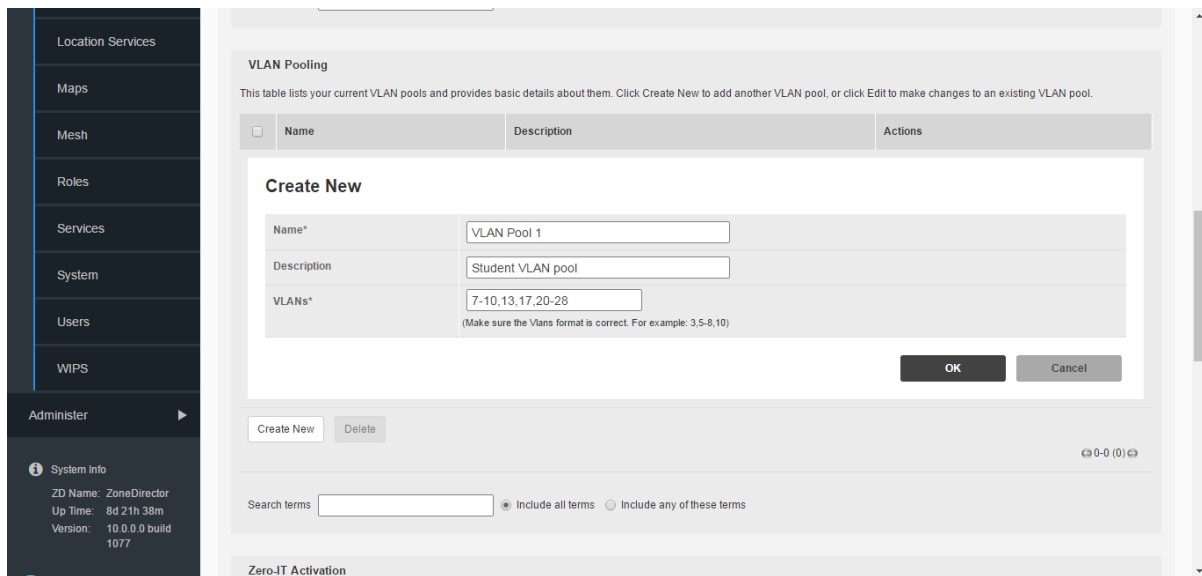 Location Services
Maps
Mesh
Roles
Services
System
Users
WIPS
Administer
System Info
ZD Name: ZoneDirector
Up Time: 8d 21h 38m
Version: 10.0.0.0 build
1077
VLAN Pooling
This table lists your current VLAN pools and provides basic details about them. Click Create New to add another VLAN pool, or click Edit to make changes to an existing VLAN pool.
Name Description Actions
Create New
Name* VLAN Pool 1
Description Student VLAN pool
VLANs* 7-10,13,17,20-28
(Make sure the Vlans format is correct. For example: 3,5-8,10)
OK Cancel
Create New Delete
0-0 (0)
Search terms Include all terms Include any of these terms
Zero-IT Activation